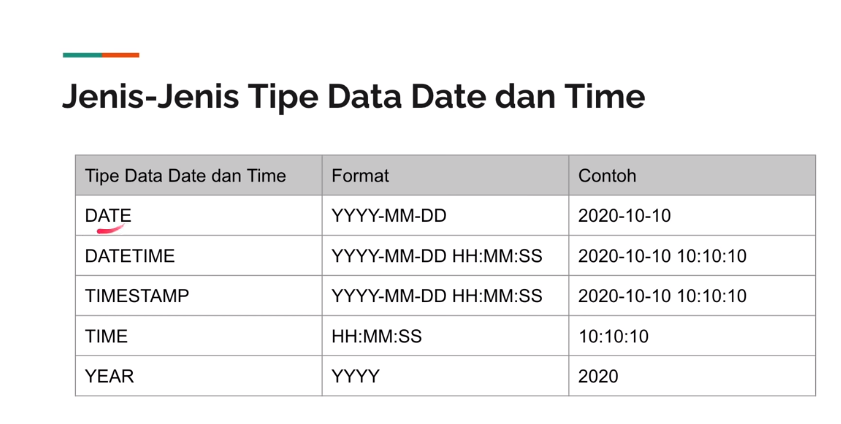 Jenis-Jenis Tipe Data Date dan Time
Tipe Data Date dan Time Format Contoh
DATE YYYY-MM-DD 2020-10-10
DATETIME YYYY-MM-DD HH:MM:SS 2020-10-10 10:10:10
TIMESTAMP YYYY-MM-DD HH:MM:SS 2020-10-10 10:10:10
TIME HH:MM:SS 10:10:10
YEAR YYYY 2020